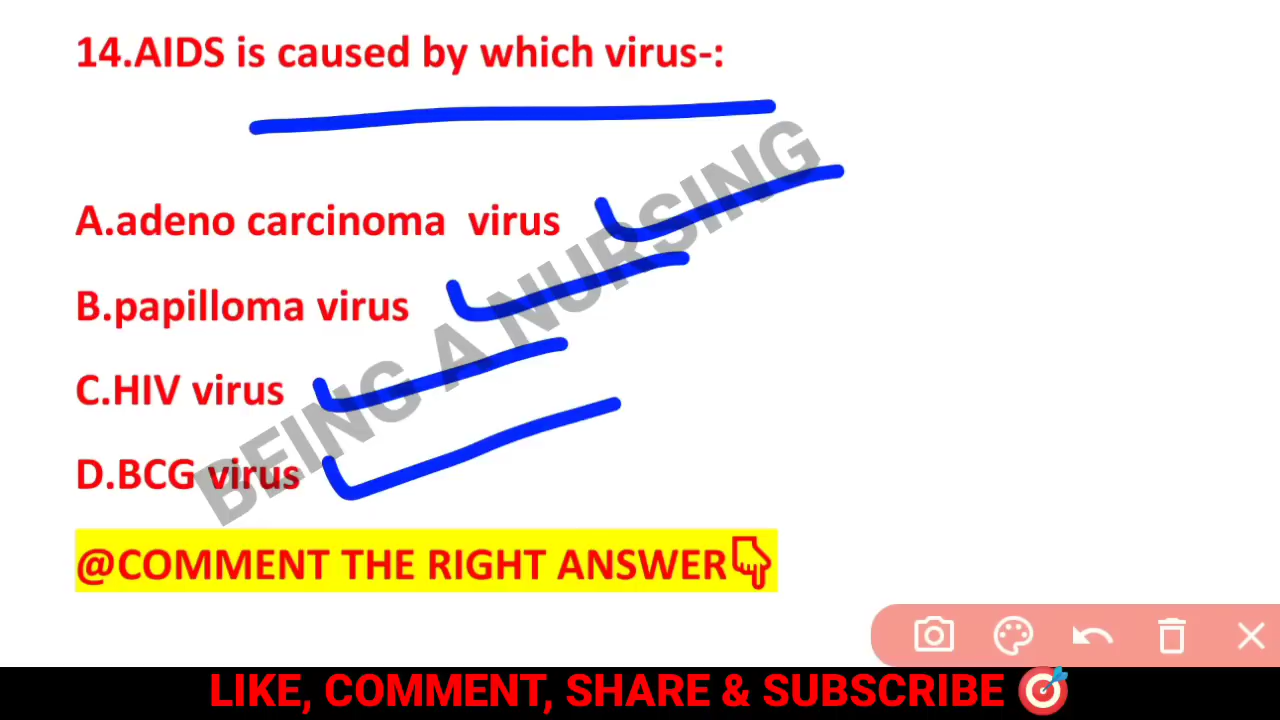 14.AIDS is caused by which virus-:
A.adeno carcinoma virus
B.papilloma virus
C.HIV virus
D.BCG virus
BEING A NURSING
@COMMENT THE RIGHT ANSWER👇
LIKE, COMMENT, SHARE & SUBSCRIBE 🎯